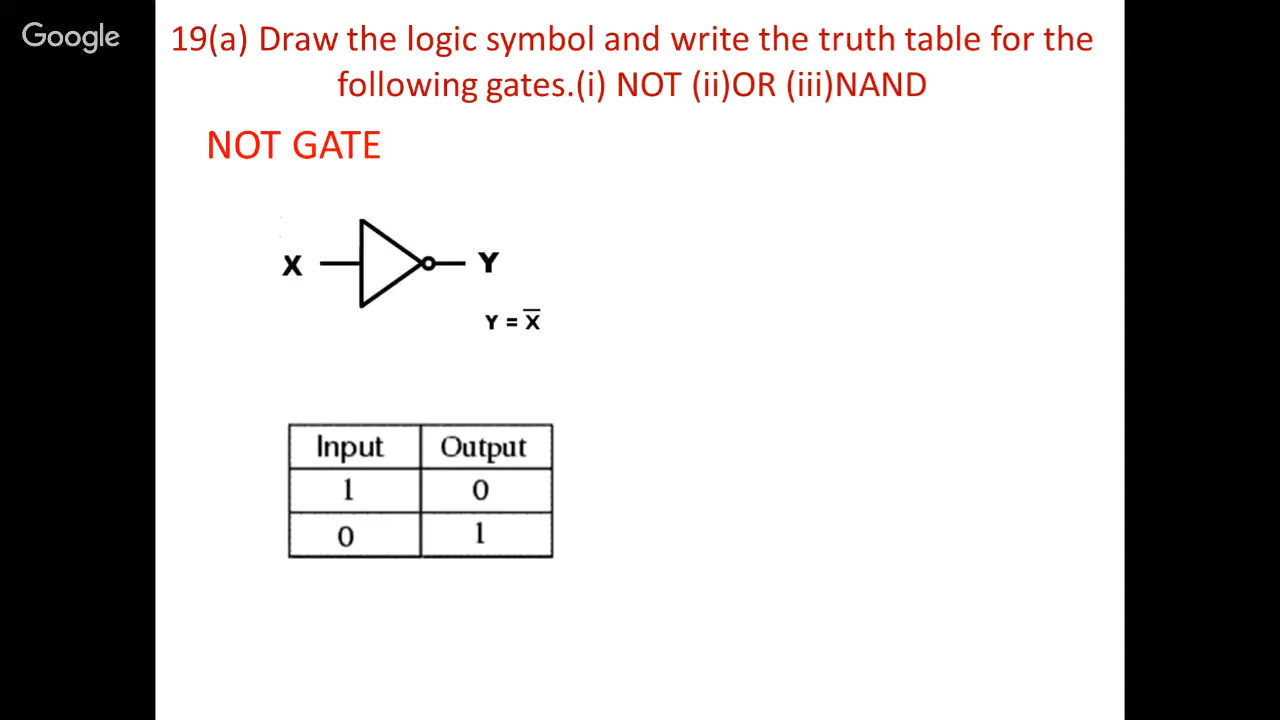 Google
19(a) Draw the logic symbol and write the truth table for the
following gates.(i) NOT (ii)OR (iii)NAND
NOT GATE
X Y
Y = X̅
Input Output
1 0
0 1